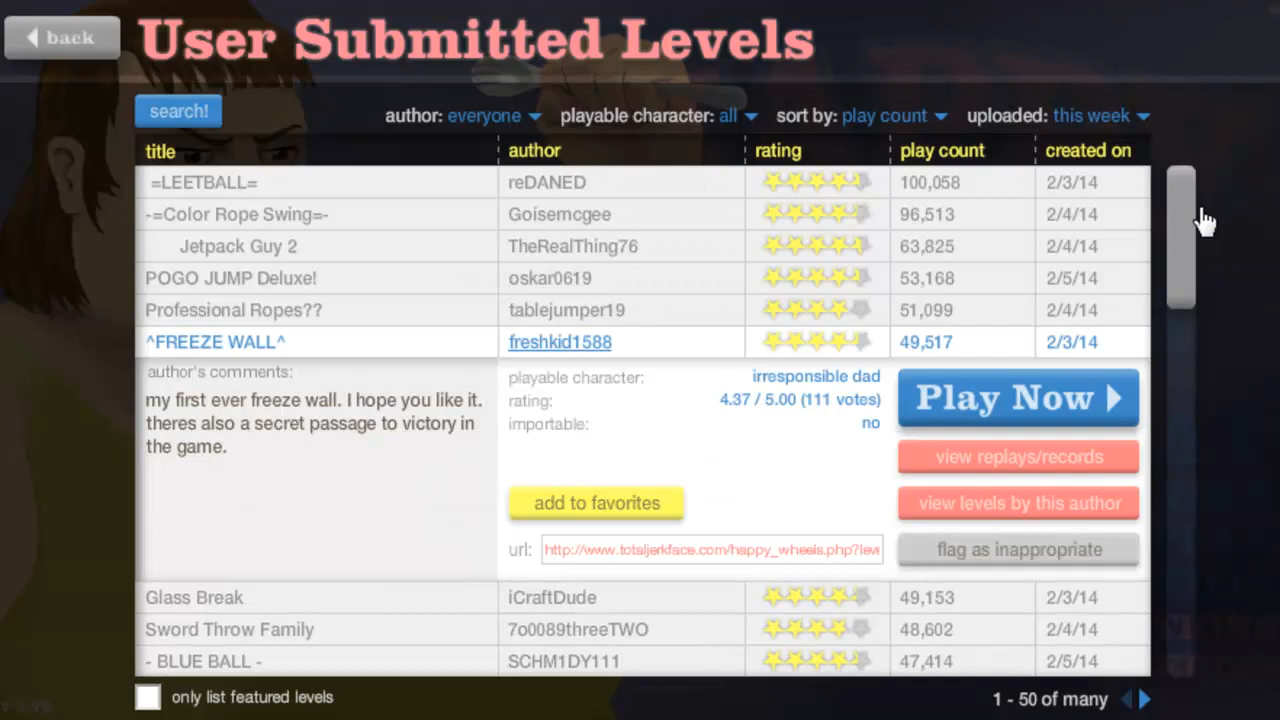 back
User Submitted Levels
search!
author: everyone playable character: all sort by: play count uploaded: this week
title author rating play count created on
=LEETBALL= reDANED 100,058 2/3/14
-=Color Rope Swing=- Goisemcgee 96,513 2/4/14
Jetpack Guy 2 TheRealThing76 63,825 2/4/14
POGO JUMP Deluxe! oskar0619 53,168 2/5/14
Professional Ropes?? tablejumper19 51,099 2/4/14
^FREEZE WALL^ freshkid1588 49,517 2/3/14
author's comments:
my first ever freeze wall. I hope you like it.
theres also a secret passage to victory in
the game.
playable character: irresponsible dad
rating: 4.37 / 5.00 (111 votes)
importable: no
add to favorites
url: http://www.totaljerkface.com/happy_wheels.php?leve
Play Now
view replays/records
view levels by this author
flag as inappropriate
Glass Break iCraftDude 49,153 2/3/14
Sword Throw Family 7o0089threeTWO 48,602 2/4/14
- BLUE BALL - SCHM1DY111 47,414 2/5/14
only list featured levels
1 - 50 of many